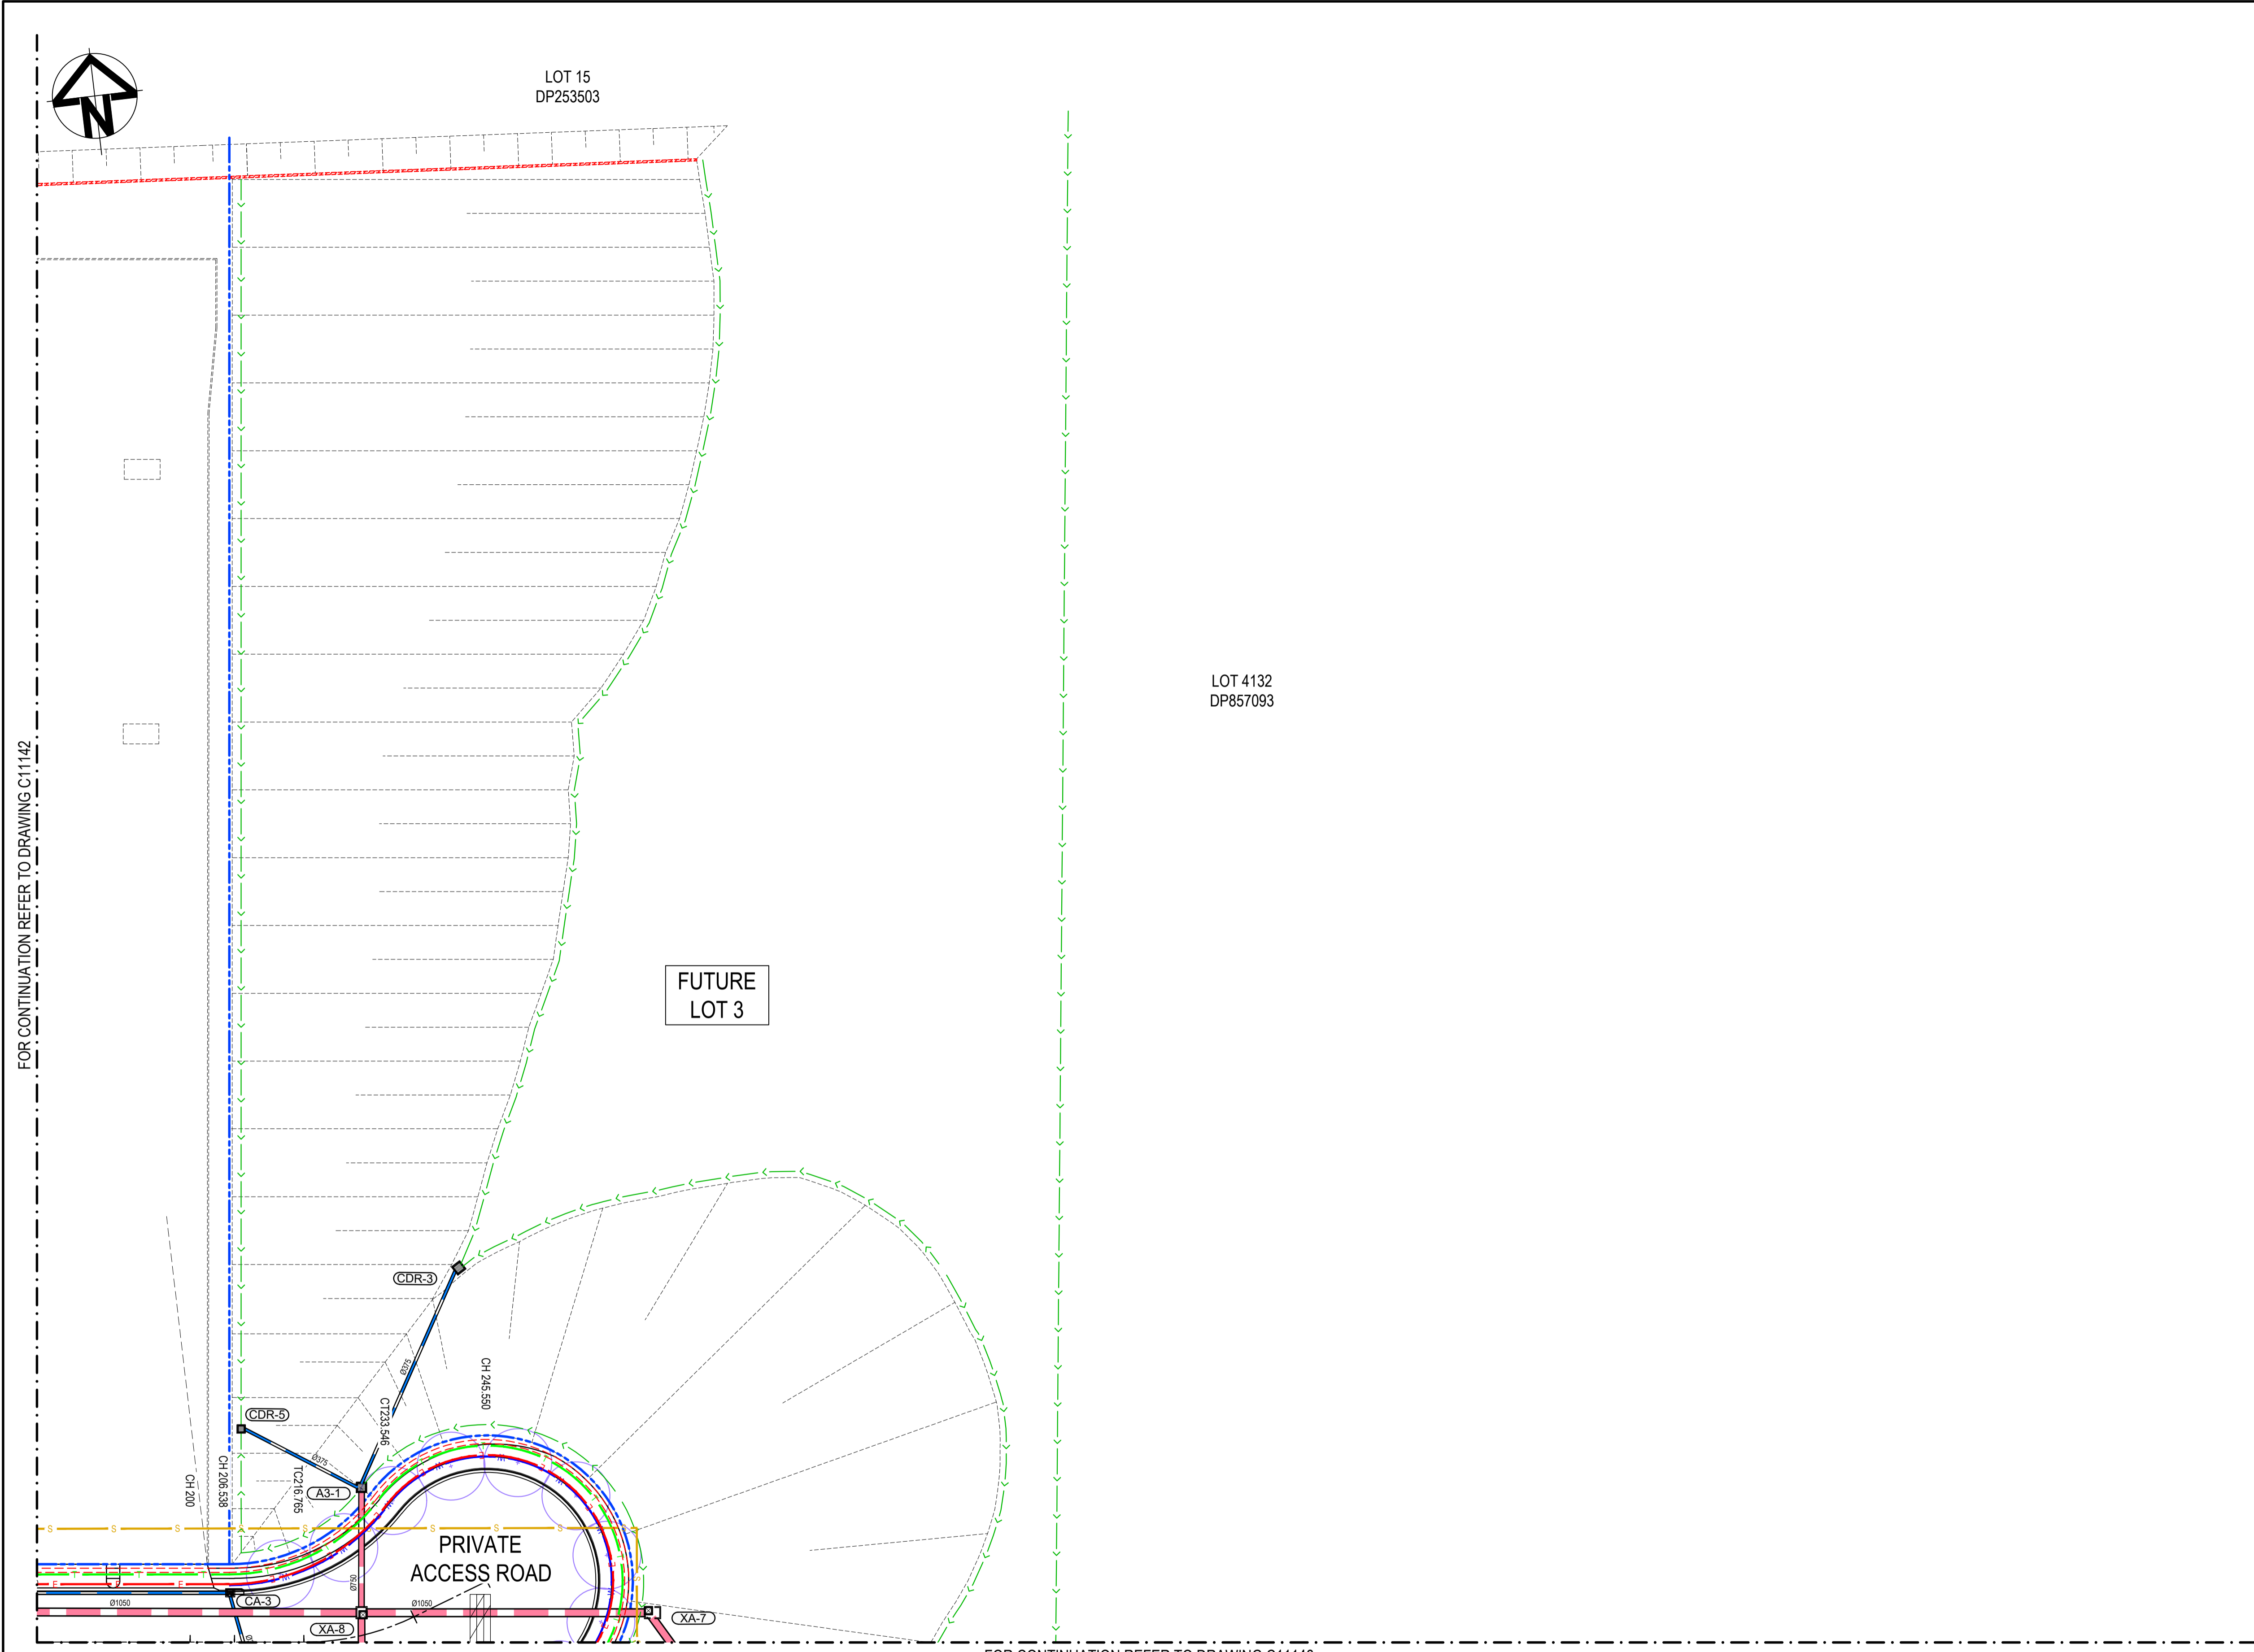 N
LOT 15
DP253503
LOT 4132
DP857093
FOR CONTINUATION REFER TO DRAWING C11142
FUTURE
LOT 3
CDR-3
Ø375
CH 245.550
CT233.546
CDR-5
Ø375
TC216.765
CH 206.538
CH 200
A3-1
S S S S S S S S
PRIVATE
ACCESS ROAD
Ø750
E E E
CA-3
Ø1050
Ø1050
XA-8
XA-7